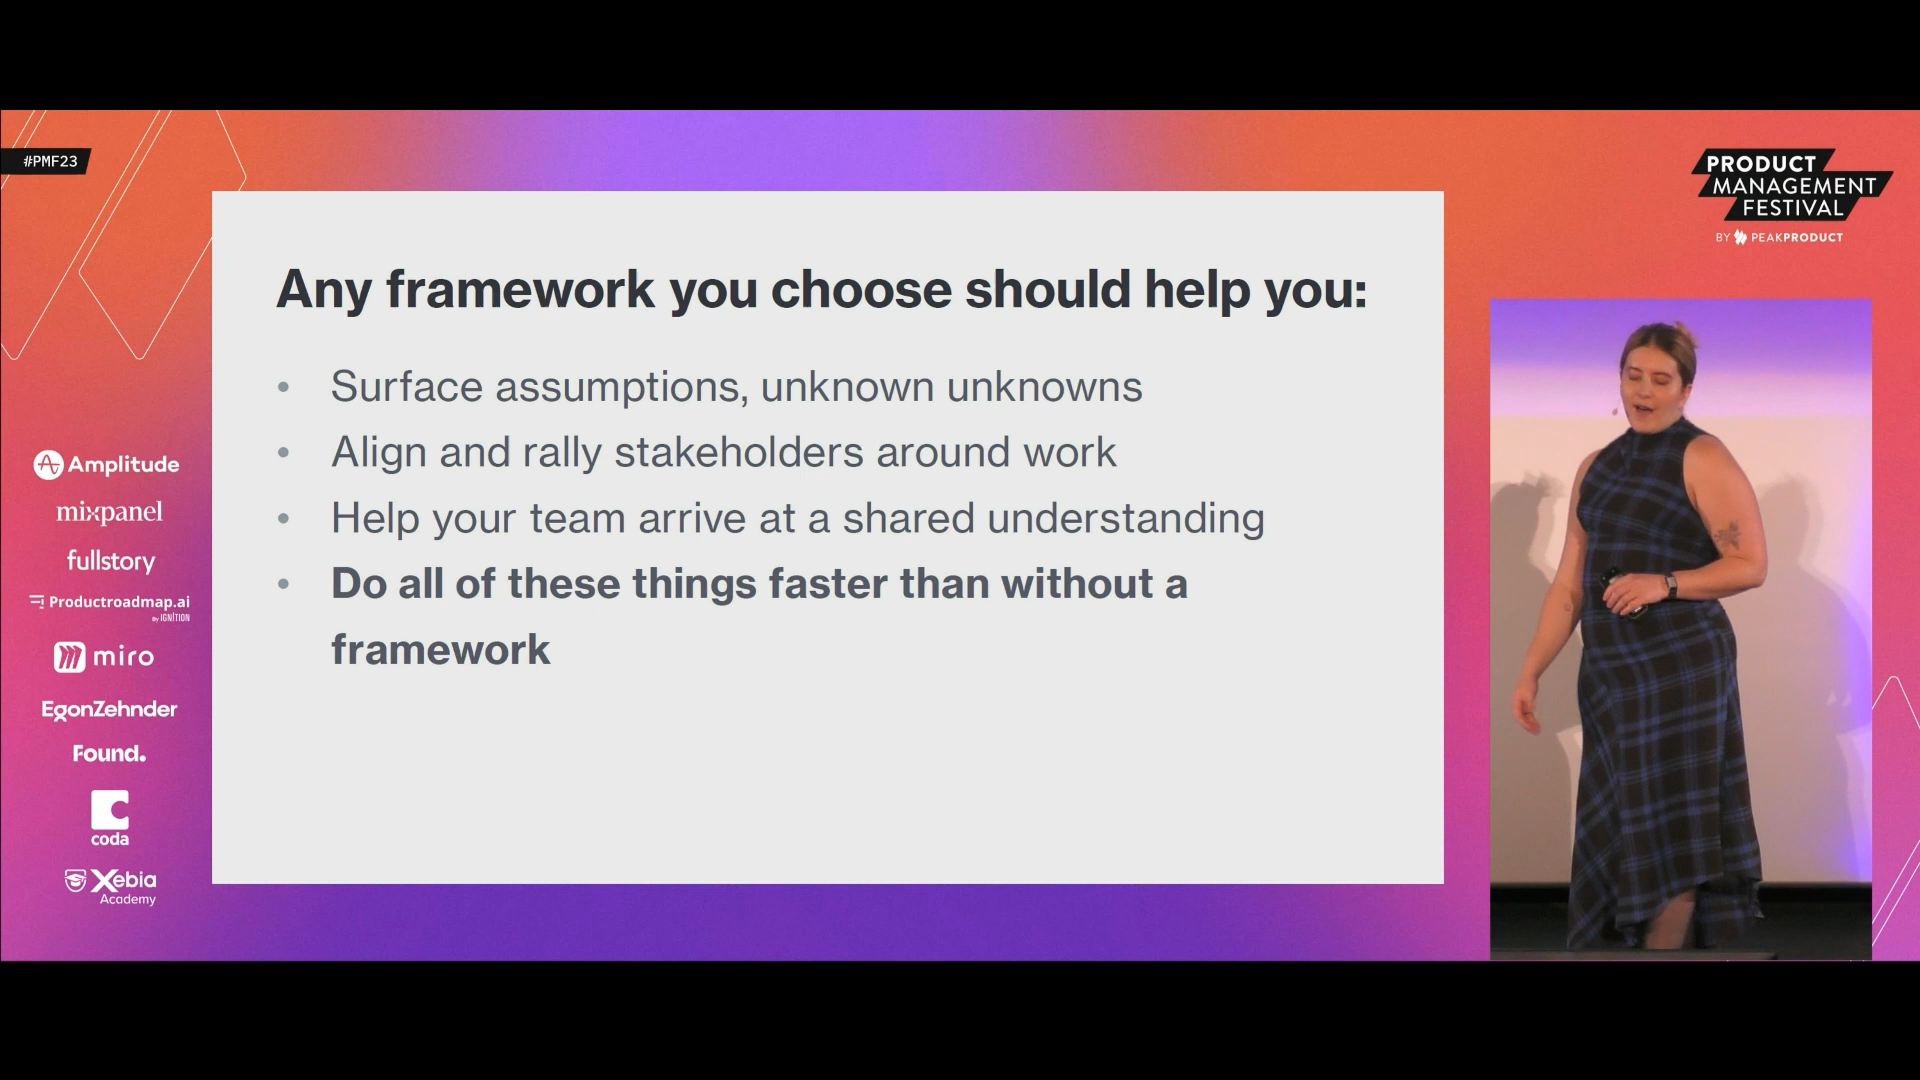 #PMF23
PRODUCT
MANAGEMENT
FESTIVAL
BY PEAKPRODUCT
Any framework you choose should help you:
• Surface assumptions, unknown unknowns
• Align and rally stakeholders around work
• Help your team arrive at a shared understanding
• Do all of these things faster than without a
framework
Amplitude
mixpanel
fullstory
Productroadmap.ai
by IGNITION
miro
EgonZehnder
Found.
coda
Xebia
Academy